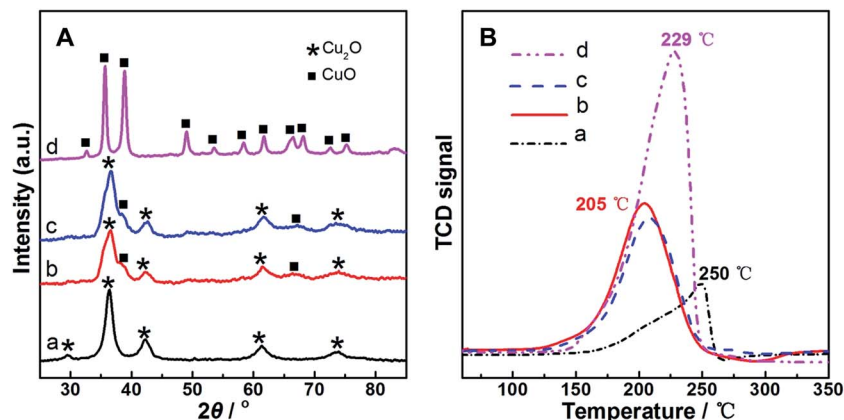 A
* Cu₂O
■ CuO
d
c
b
a
Intensity (a.u.)
30 40 50 60 70 80
2θ / °
B
229 ℃
d
c
b
a
205 ℃
250 ℃
TCD signal
100 150 200 250 300 350
Temperature / ℃